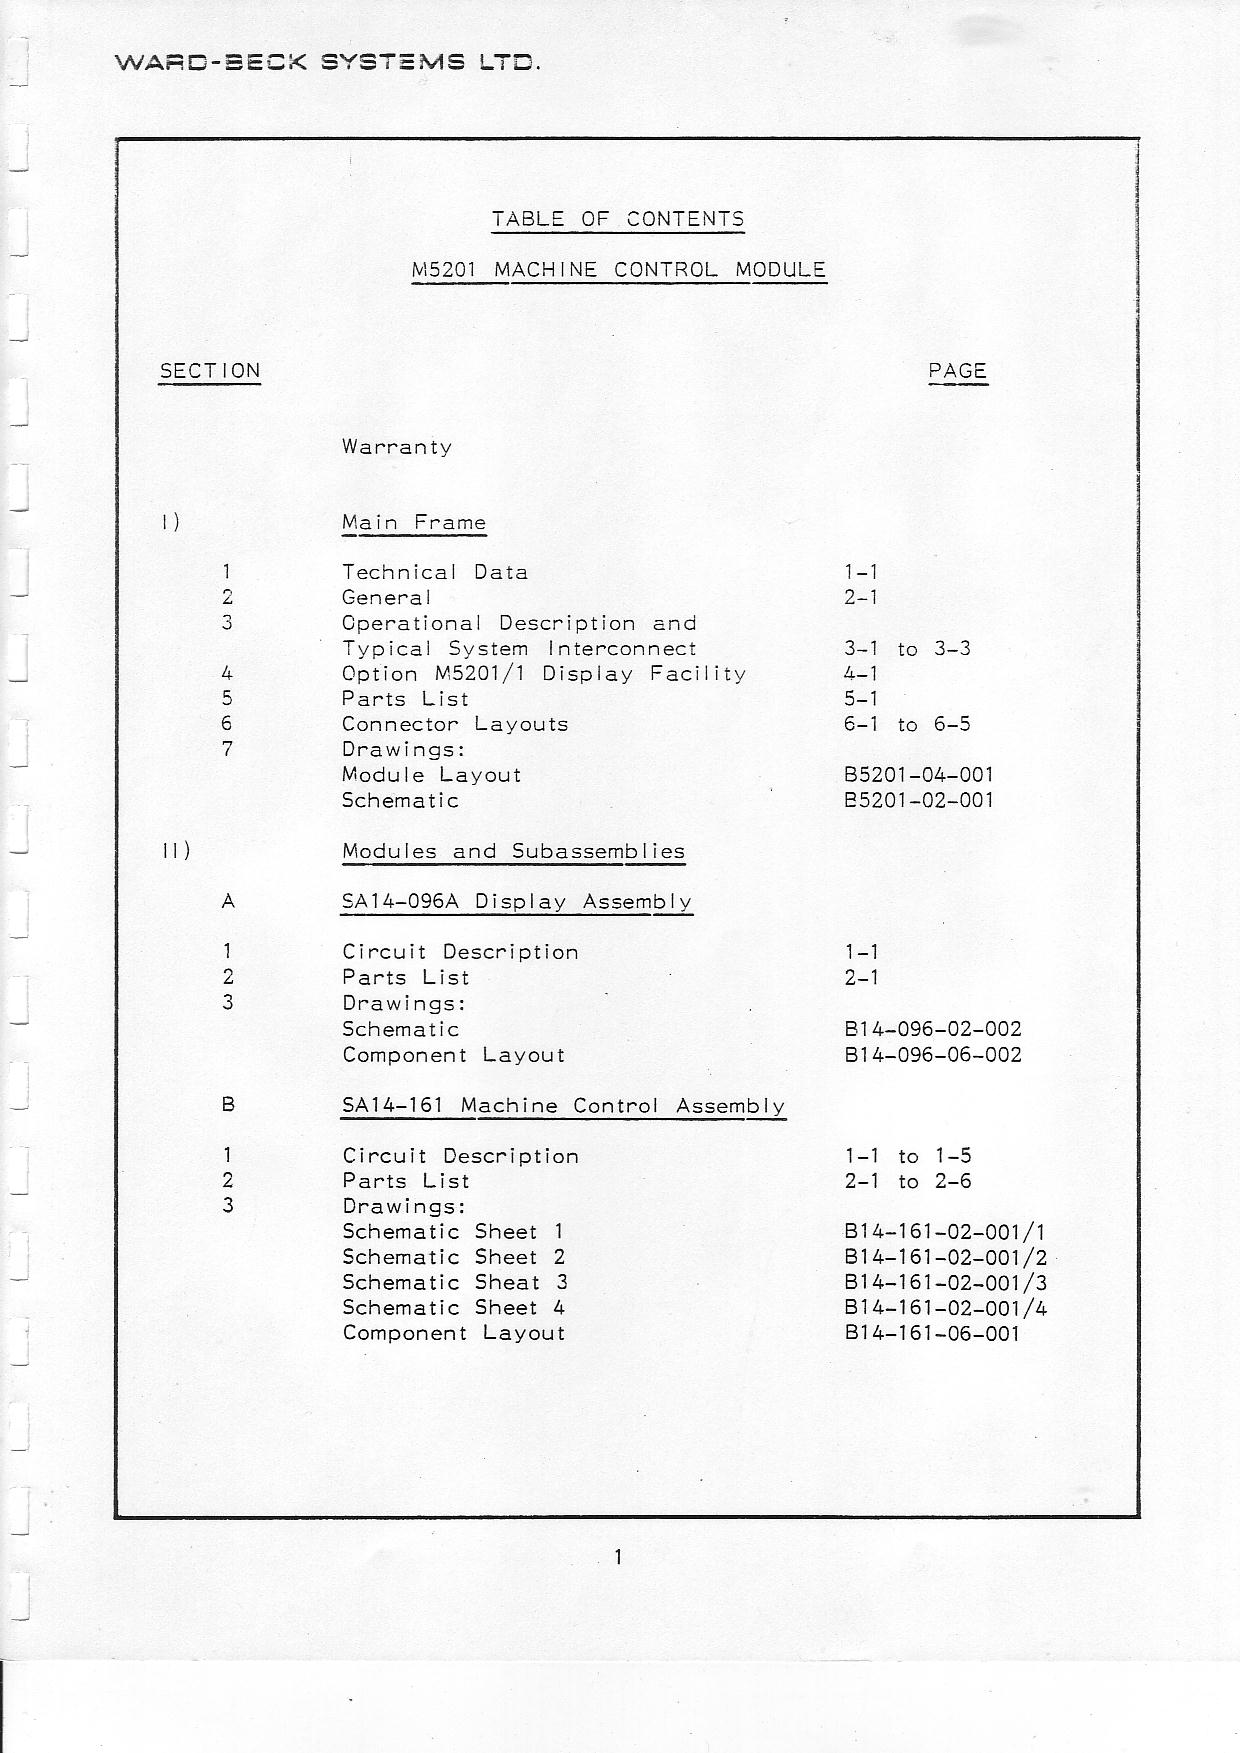 WARD-BECK SYSTEMS LTD.
TABLE OF CONTENTS
M5201 MACHINE CONTROL MODULE
SECTION PAGE
Warranty
I) Main Frame
1 Technical Data 1-1
2 General 2-1
3 Operational Description and
Typical System Interconnect 3-1 to 3-3
4 Option M5201/1 Display Facility 4-1
5 Parts List 5-1
6 Connector Layouts 6-1 to 6-5
7 Drawings:
Module Layout B5201-04-001
Schematic B5201-02-001
II) Modules and Subassemblies
A SA14-096A Display Assembly
1 Circuit Description 1-1
2 Parts List 2-1
3 Drawings:
Schematic B14-096-02-002
Component Layout B14-096-06-002
B SA14-161 Machine Control Assembly
1 Circuit Description 1-1 to 1-5
2 Parts List 2-1 to 2-6
3 Drawings:
Schematic Sheet 1 B14-161-02-001/1
Schematic Sheet 2 B14-161-02-001/2
Schematic Sheat 3 B14-161-02-001/3
Schematic Sheet 4 B14-161-02-001/4
Component Layout B14-161-06-001
1